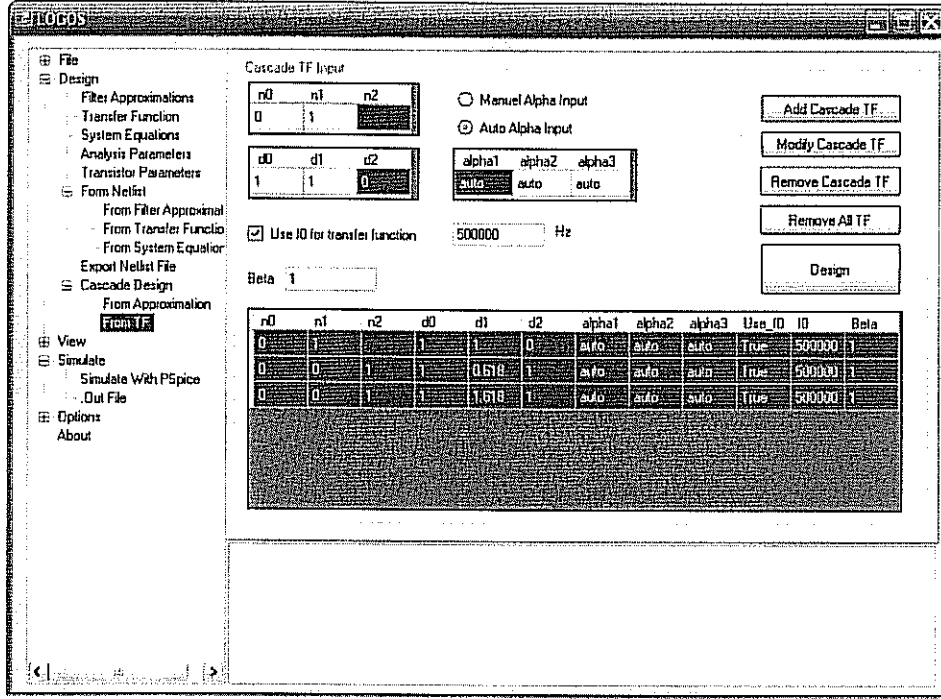 LOGOS
File
Design
Filter Approximations
Transfer Function
System Equations
Analysis Parameters
Transistor Parameters
Form Netlist
From Filter Approximal
From Transfer Functio
From System Equation
Export Netlist File
Cascade Design
From Approximation
From TF
View
Simulate
Simulate With PSpice
.Out File
Options
About
Cascade TF Input
n0 n1 n2
0 1
d0 d1 d2
1 1 0
Manuel Alpha Input
Auto Alpha Input
alpha1 alpha2 alpha3
auto auto auto
Use f0 for transfer function 500000 Hz
Beta 1
Add Cascade TF
Modify Cascade TF
Remove Cascade TF
Remove All TF
Design
n0 n1 n2 d0 d1 d2 alpha1 alpha2 alpha3 Use_f0 f0 Beta
0 1 1 1 0 auto auto auto True 500000 1
0 0 1 1 0.618 1 auto auto auto True 500000 1
0 0 1 1 1.618 1 auto auto auto True 500000 1